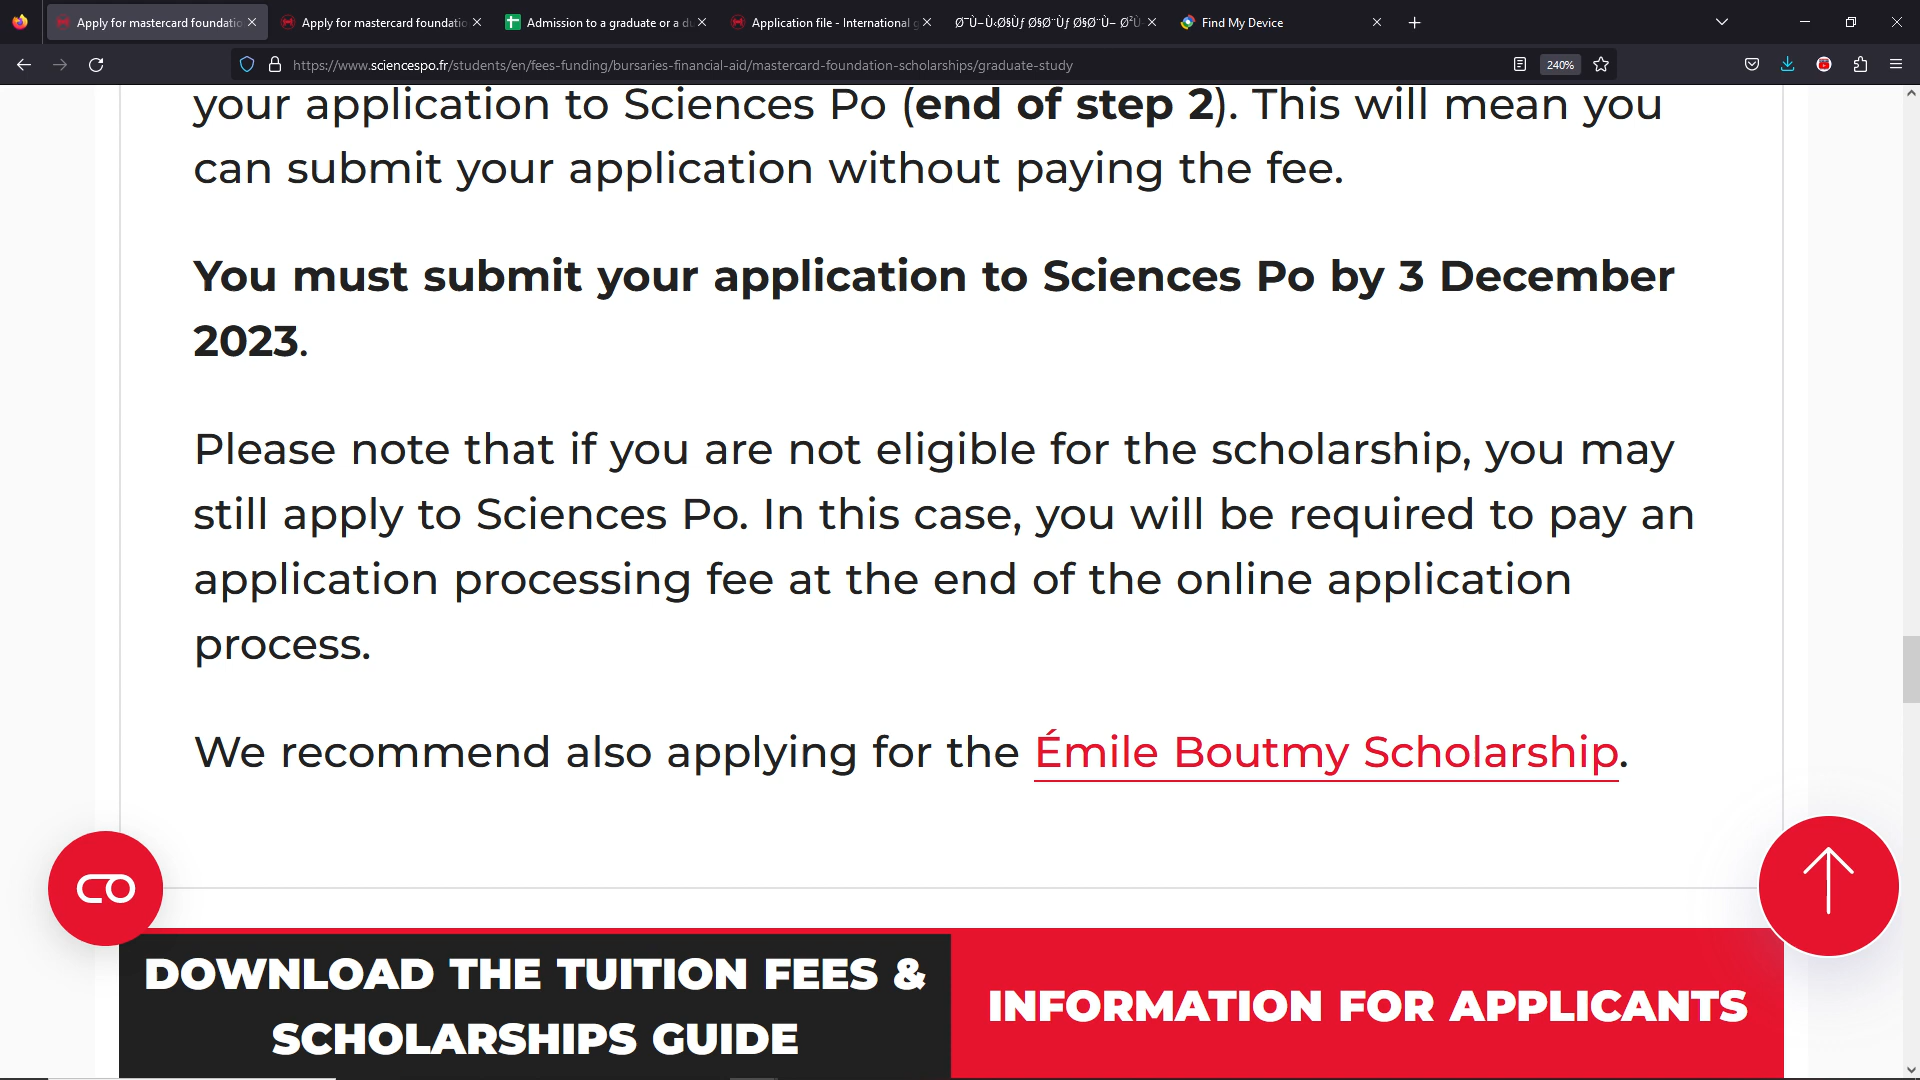 Apply for mastercard foundatio
Apply for mastercard foundatio
Admission to a graduate or a du
Application file - International g
Find My Device
https://www.sciencespo.fr/students/en/fees-funding/bursaries-financial-aid/mastercard-foundation-scholarships/graduate-study
240%
your application to Sciences Po (end of step 2). This will mean you
can submit your application without paying the fee.
You must submit your application to Sciences Po by 3 December
2023.
Please note that if you are not eligible for the scholarship, you may
still apply to Sciences Po. In this case, you will be required to pay an
application processing fee at the end of the online application
process.
We recommend also applying for the Émile Boutmy Scholarship.
DOWNLOAD THE TUITION FEES &
SCHOLARSHIPS GUIDE
INFORMATION FOR APPLICANTS